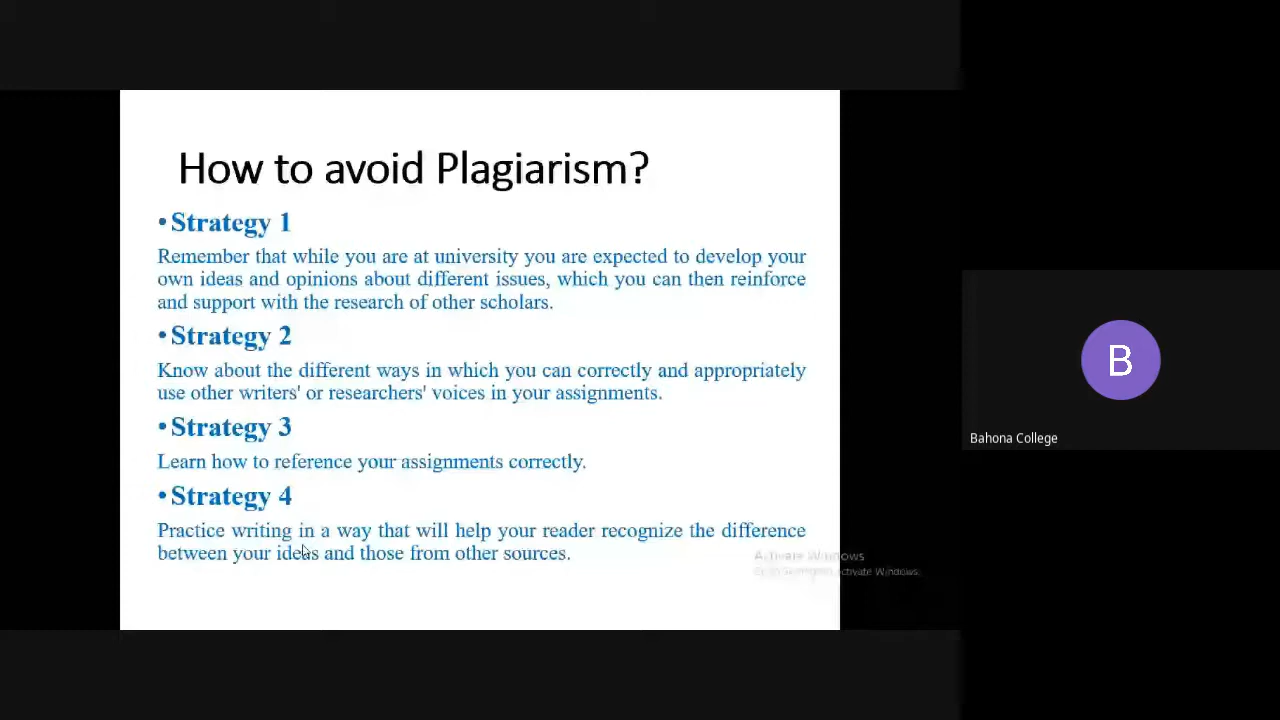 How to avoid Plagiarism?
• Strategy 1
Remember that while you are at university you are expected to develop your
own ideas and opinions about different issues, which you can then reinforce
and support with the research of other scholars.
• Strategy 2
Know about the different ways in which you can correctly and appropriately
use other writers' or researchers' voices in your assignments.
• Strategy 3
Learn how to reference your assignments correctly.
• Strategy 4
Practice writing in a way that will help your reader recognize the difference
between your ideas and those from other sources.
Activate Windows
Activate Windows.
B
Bahona College